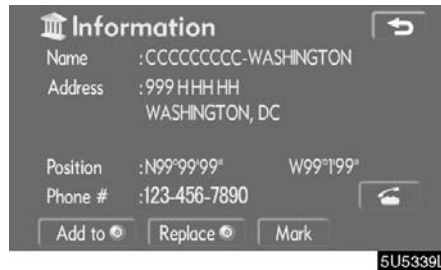 Information
Name :CCCCCCCCC-WASHINGTON
Address :999 H HH HH
WASHINGTON, DC
Position :N99°99'99" W99°1'99"
Phone # :123-456-7890
Add to Replace Mark
5U5339L